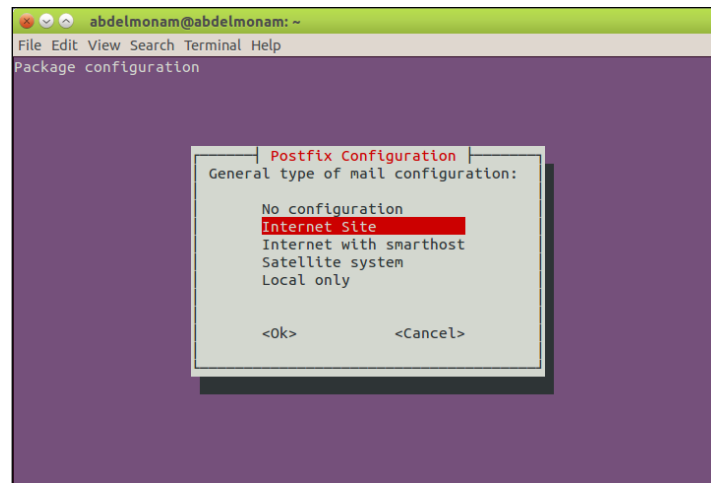 abdelmonam@abdelmonam: ~
File Edit View Search Terminal Help
Package configuration
Postfix Configuration
General type of mail configuration:
No configuration
Internet Site
Internet with smarthost
Satellite system
Local only
<Ok> <Cancel>